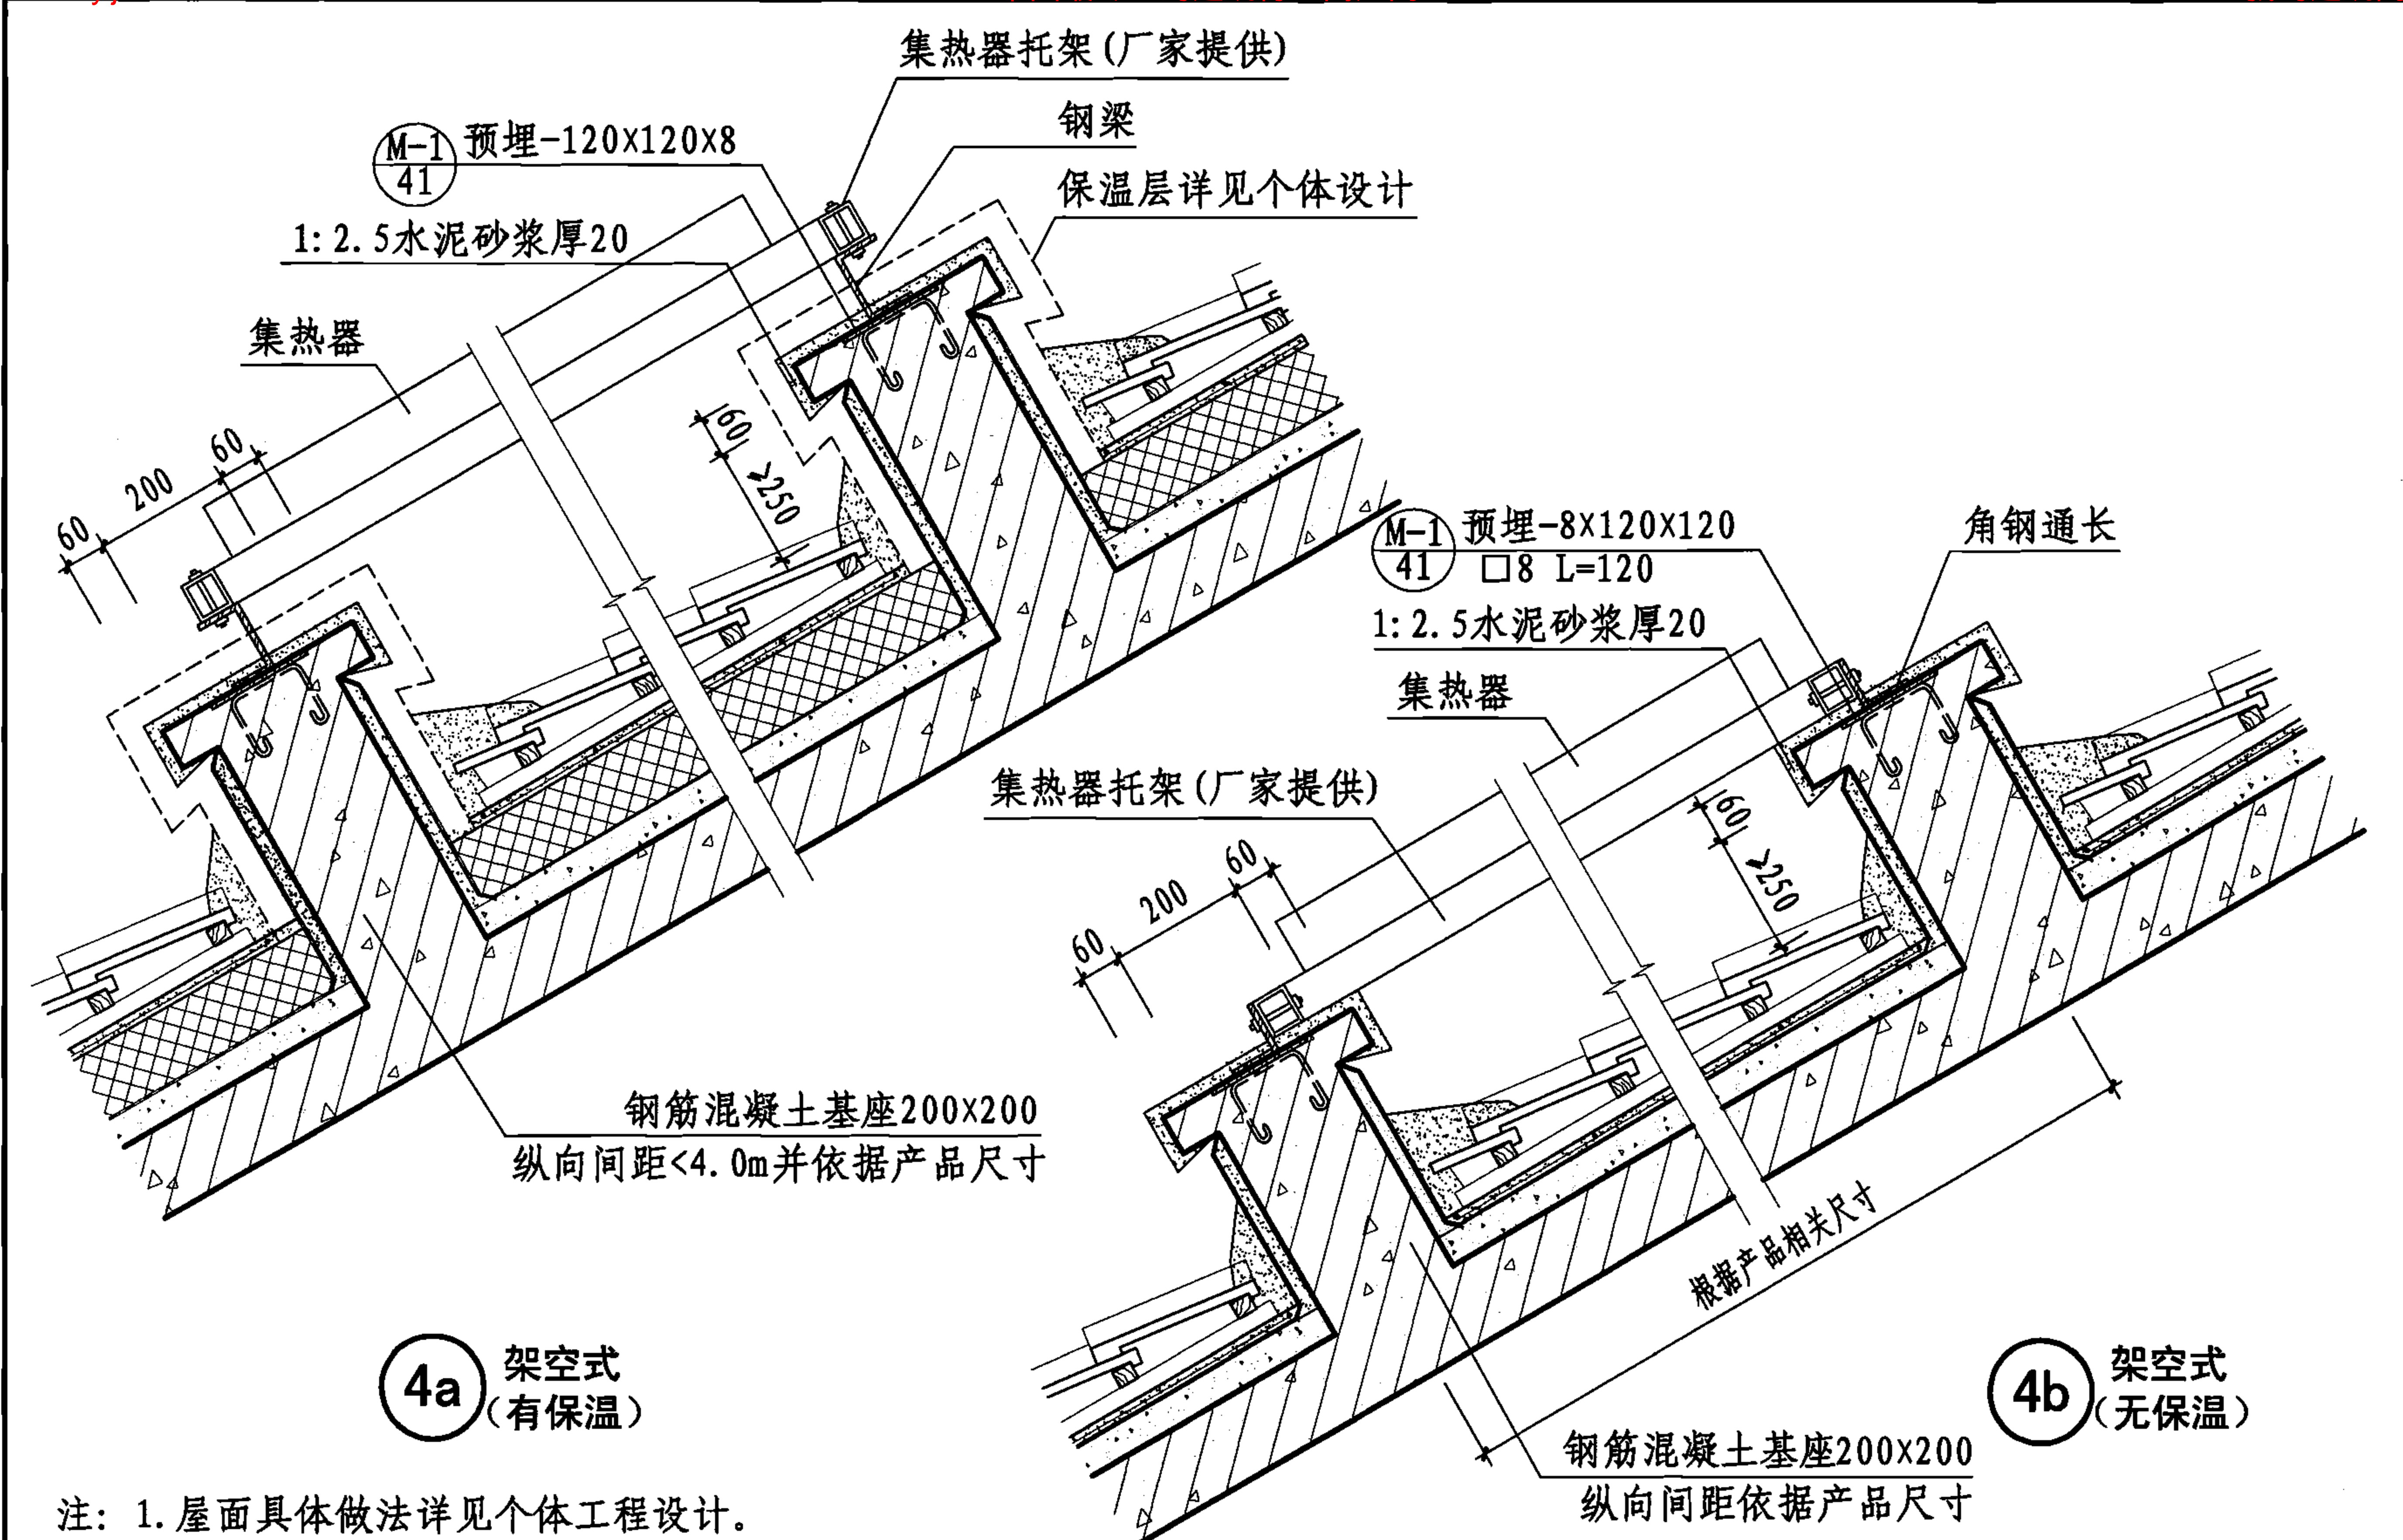 集热器托架(厂家提供)
钢梁
M-1 预埋-120X120X8
41
保温层详见个体设计
1:2.5水泥砂浆厚20
集热器
60
200
60
60
≥250
M-1 预埋-8X120X120
41 □8 L=120
角钢通长
1:2.5水泥砂浆厚20
集热器
集热器托架(厂家提供)
60
200
60
60
≥250
钢筋混凝土基座200X200
纵向间距<4.0m并依据产品尺寸
根据产品相关尺寸
4a 架空式
(有保温)
4b 架空式
(无保温)
钢筋混凝土基座200X200
纵向间距依据产品尺寸
注: 1.屋面具体做法详见个体工程设计。